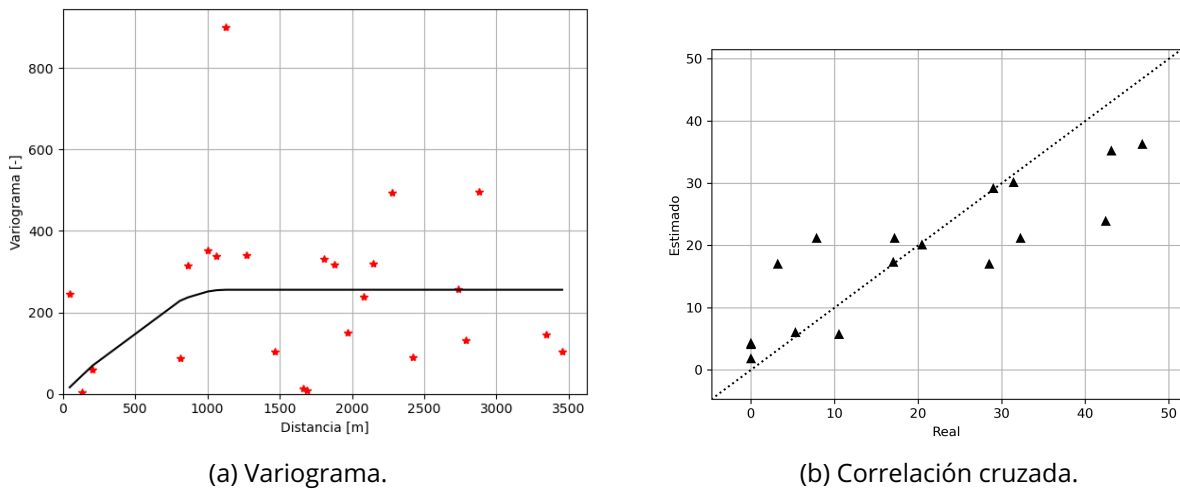 800
600
400
200
0
Variograma [-]
0 500 1000 1500 2000 2500 3000 3500
Distancia [m]
(a) Variograma.
50
40
30
20
10
0
Estimado
0 10 20 30 40 50
Real
(b) Correlación cruzada.